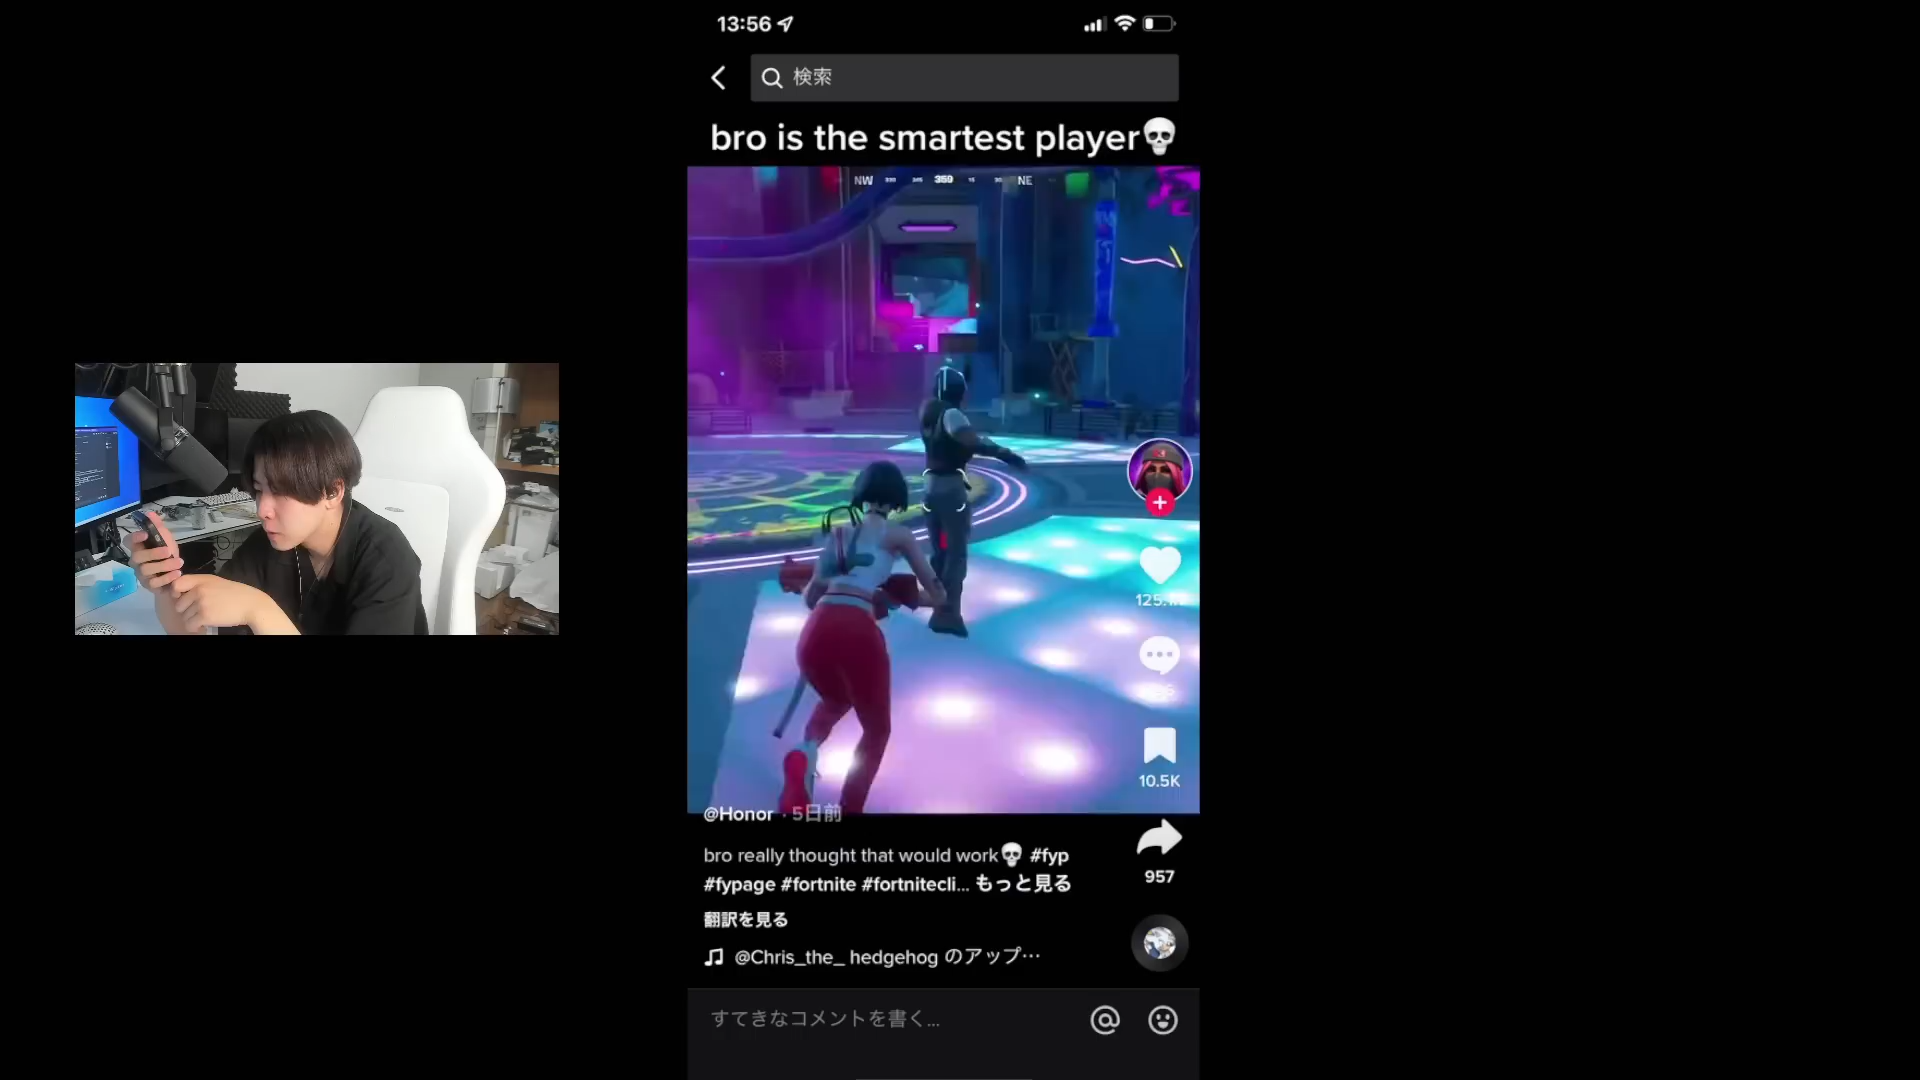 13:56
検索
bro is the smartest player💀
NW 359 NE
@Honor · 5日前
bro really thought that would work💀 #fyp
#fypage #fortnite #fortnitecli... もっと見る
翻訳を見る
@Chris_the_ hedgehog のアップ…
10.5K
957
すてきなコメントを書く...